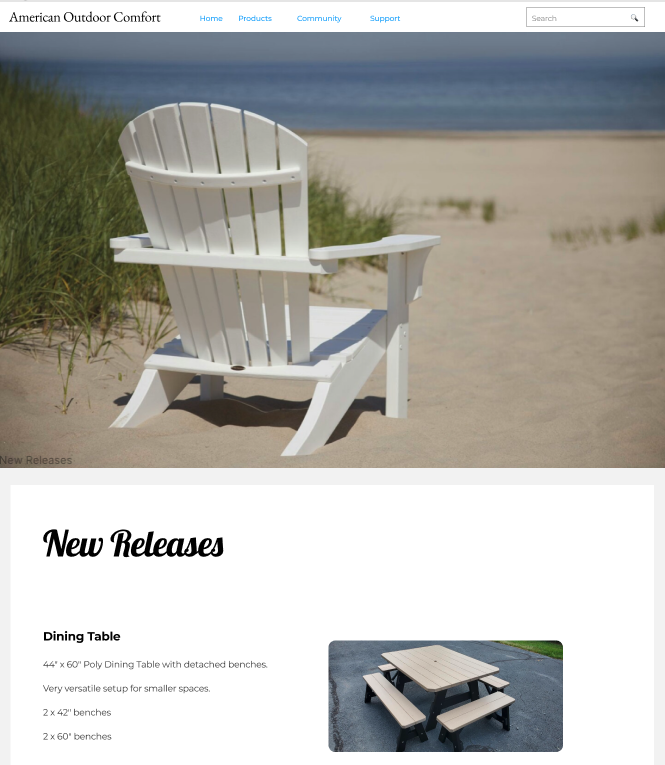 American Outdoor Comfort
Home Products Community Support
Search
New Releases
New Releases
Dining Table
44" x 60" Poly Dining Table with detached benches.
Very versatile setup for smaller spaces.
2 x 42" benches
2 x 60" benches